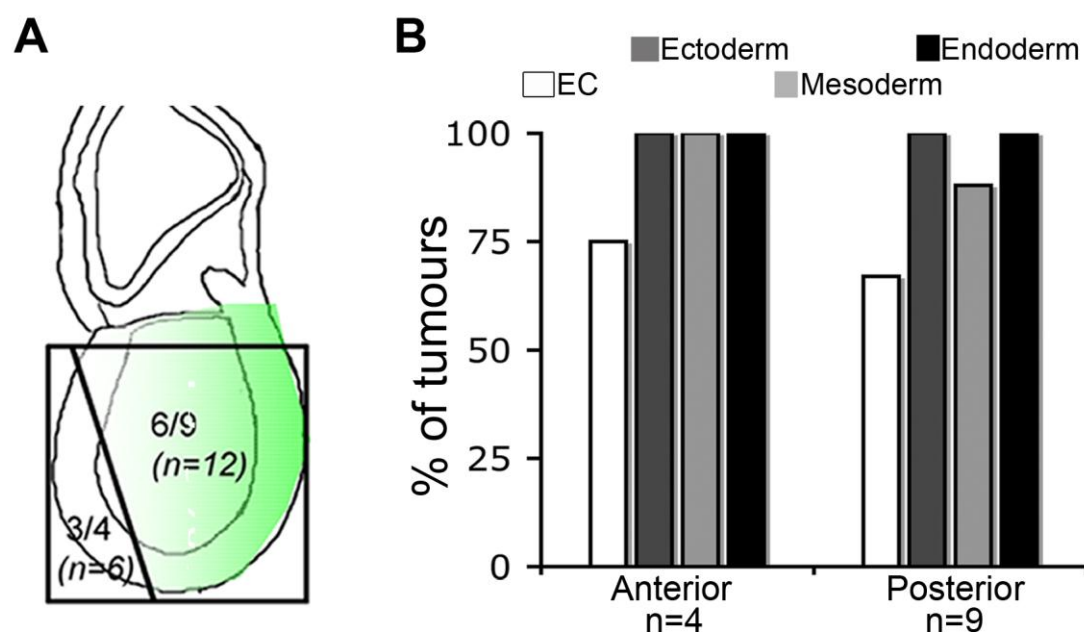 A
6/9
(n=12)
3/4
(n=6)
B
Ectoderm Endoderm
EC Mesoderm
% of tumours
100
75
50
25
0
Anterior Posterior
n=4 n=9